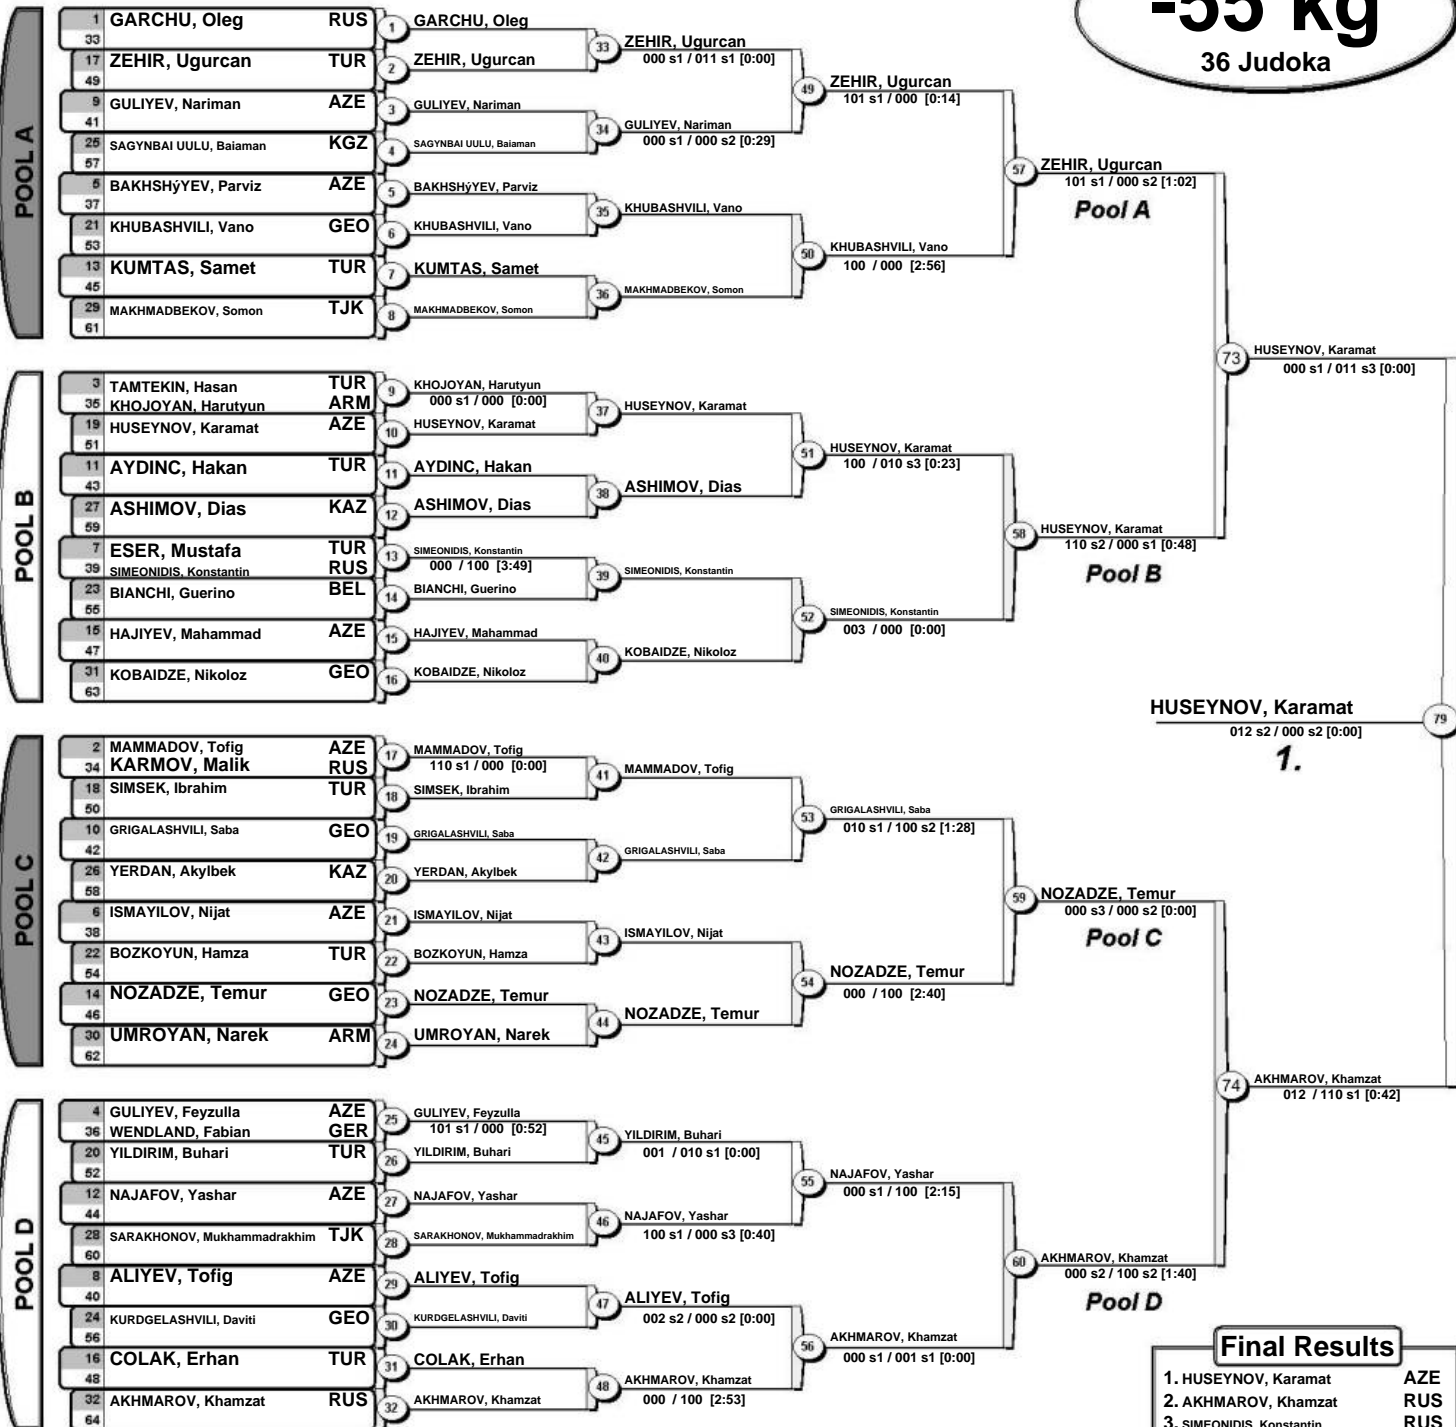 -55 kg
36 Judoka
POOL A
1 GARCHU, Oleg RUS
33
17 ZEHIR, Ugurcan TUR
49
9 GULIYEV, Nariman AZE
41
25 SAGYNBAI UULU, Baiaman KGZ
57
5 BAKHSHýYEV, Parviz AZE
37
21 KHUBASHVILI, Vano GEO
53
13 KUMTAS, Samet TUR
45
29 MAKHMADBEKOV, Somon TJK
61
1 GARCHU, Oleg
2 ZEHIR, Ugurcan
3 GULIYEV, Nariman
4 SAGYNBAI UULU, Baiaman
5 BAKHSHýYEV, Parviz
6 KHUBASHVILI, Vano
7 KUMTAS, Samet
8 MAKHMADBEKOV, Somon
33 ZEHIR, Ugurcan
000 s1 / 011 s1 [0:00]
34 GULIYEV, Nariman
000 s1 / 000 s2 [0:29]
35 KHUBASHVILI, Vano
36 MAKHMADBEKOV, Somon
49 ZEHIR, Ugurcan
101 s1 / 000 [0:14]
50 KHUBASHVILI, Vano
100 / 000 [2:56]
57 ZEHIR, Ugurcan
101 s1 / 000 s2 [1:02]
Pool A
POOL B
3 TAMTEKIN, Hasan TUR
35 KHOJOYAN, Harutyun ARM
19 HUSEYNOV, Karamat AZE
51
11 AYDINC, Hakan TUR
43
27 ASHIMOV, Dias KAZ
59
7 ESER, Mustafa TUR
39 SIMEONIDIS, Konstantin RUS
23 BIANCHI, Guerino BEL
55
15 HAJIYEV, Mahammad AZE
47
31 KOBAIDZE, Nikoloz GEO
63
9 KHOJOYAN, Harutyun
000 s1 / 000 [0:00]
10 HUSEYNOV, Karamat
11 AYDINC, Hakan
12 ASHIMOV, Dias
13 SIMEONIDIS, Konstantin
000 / 100 [3:49]
14 BIANCHI, Guerino
15 HAJIYEV, Mahammad
16 KOBAIDZE, Nikoloz
37 HUSEYNOV, Karamat
38 ASHIMOV, Dias
39 SIMEONIDIS, Konstantin
40 KOBAIDZE, Nikoloz
51 HUSEYNOV, Karamat
100 / 010 s3 [0:23]
52 SIMEONIDIS, Konstantin
003 / 000 [0:00]
58 HUSEYNOV, Karamat
110 s2 / 000 s1 [0:48]
Pool B
73 HUSEYNOV, Karamat
000 s1 / 011 s3 [0:00]
HUSEYNOV, Karamat 79
012 s2 / 000 s2 [0:00]
1.
POOL C
2 MAMMADOV, Tofig AZE
34 KARMOV, Malik RUS
18 SIMSEK, Ibrahim TUR
50
10 GRIGALASHVILI, Saba GEO
42
26 YERDAN, Akylbek KAZ
58
6 ISMAYILOV, Nijat AZE
38
22 BOZKOYUN, Hamza TUR
54
14 NOZADZE, Temur GEO
46
30 UMROYAN, Narek ARM
62
17 MAMMADOV, Tofig
110 s1 / 000 [0:00]
18 SIMSEK, Ibrahim
19 GRIGALASHVILI, Saba
20 YERDAN, Akylbek
21 ISMAYILOV, Nijat
22 BOZKOYUN, Hamza
23 NOZADZE, Temur
24 UMROYAN, Narek
41 MAMMADOV, Tofig
42 GRIGALASHVILI, Saba
43 ISMAYILOV, Nijat
44 NOZADZE, Temur
53 GRIGALASHVILI, Saba
010 s1 / 100 s2 [1:28]
54 NOZADZE, Temur
000 / 100 [2:40]
59 NOZADZE, Temur
000 s3 / 000 s2 [0:00]
Pool C
74 AKHMAROV, Khamzat
012 / 110 s1 [0:42]
POOL D
4 GULIYEV, Feyzulla AZE
36 WENDLAND, Fabian GER
20 YILDIRIM, Buhari TUR
52
12 NAJAFOV, Yashar AZE
44
28 SARAKHONOV, Mukhammadrakhim TJK
60
8 ALIYEV, Tofig AZE
40
24 KURDGELASHVILI, Daviti GEO
56
16 COLAK, Erhan TUR
48
32 AKHMAROV, Khamzat RUS
64
25 GULIYEV, Feyzulla
101 s1 / 000 [0:52]
26 YILDIRIM, Buhari
27 NAJAFOV, Yashar
28 SARAKHONOV, Mukhammadrakhim
29 ALIYEV, Tofig
30 KURDGELASHVILI, Daviti
31 COLAK, Erhan
32 AKHMAROV, Khamzat
45 YILDIRIM, Buhari
001 / 010 s1 [0:00]
46 NAJAFOV, Yashar
100 s1 / 000 s3 [0:40]
47 ALIYEV, Tofig
002 s2 / 000 s2 [0:00]
48 AKHMAROV, Khamzat
000 / 100 [2:53]
55 NAJAFOV, Yashar
000 s1 / 100 [2:15]
56 AKHMAROV, Khamzat
000 s1 / 001 s1 [0:00]
60 AKHMAROV, Khamzat
000 s2 / 100 s2 [1:40]
Pool D
Final Results
1. HUSEYNOV, Karamat AZE
2. AKHMAROV, Khamzat RUS
3. SIMEONIDIS, Konstantin RUS